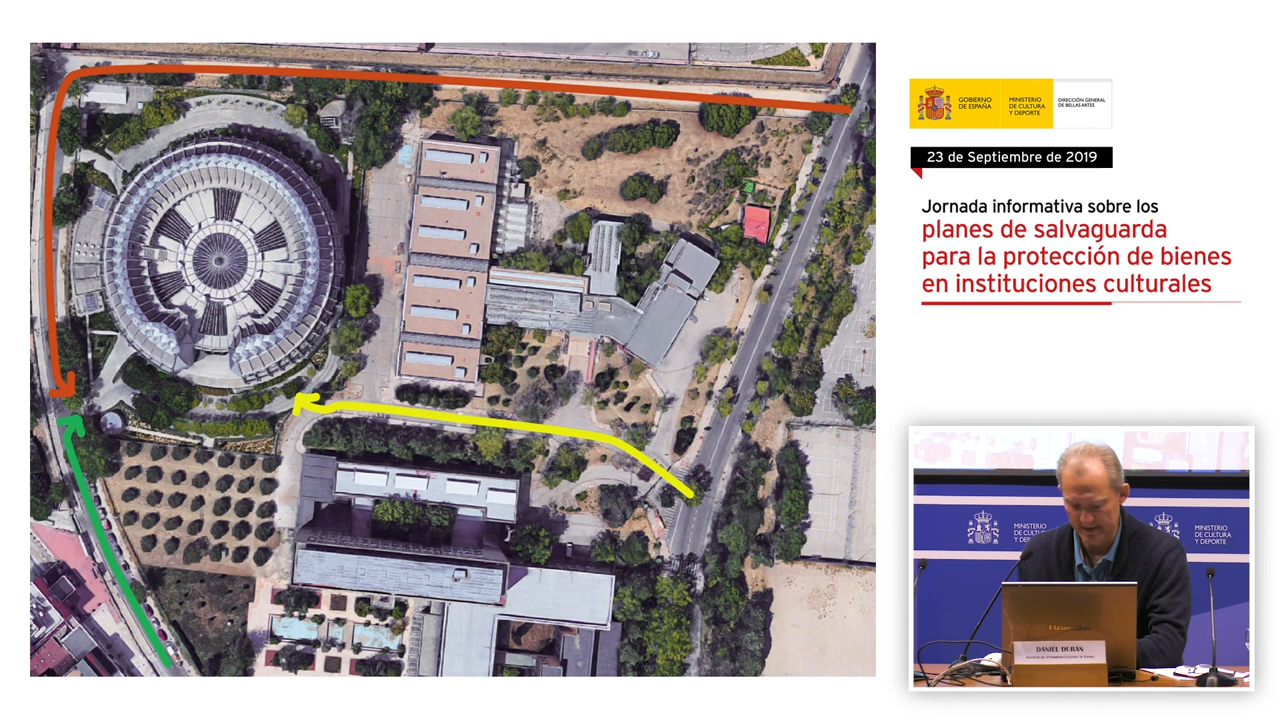 GOBIERNO
DE ESPAÑA
MINISTERIO
DE CULTURA
Y DEPORTE
DIRECCIÓN GENERAL
DE BELLAS ARTES
23 de Septiembre de 2019
Jornada informativa sobre los
planes de salvaguarda
para la protección de bienes
en instituciones culturales
MINISTERIO
DE CULTURA
Y DEPORTE
MINISTERIO
DE CULTURA
Y DEPORTE
DANIEL DURÁN